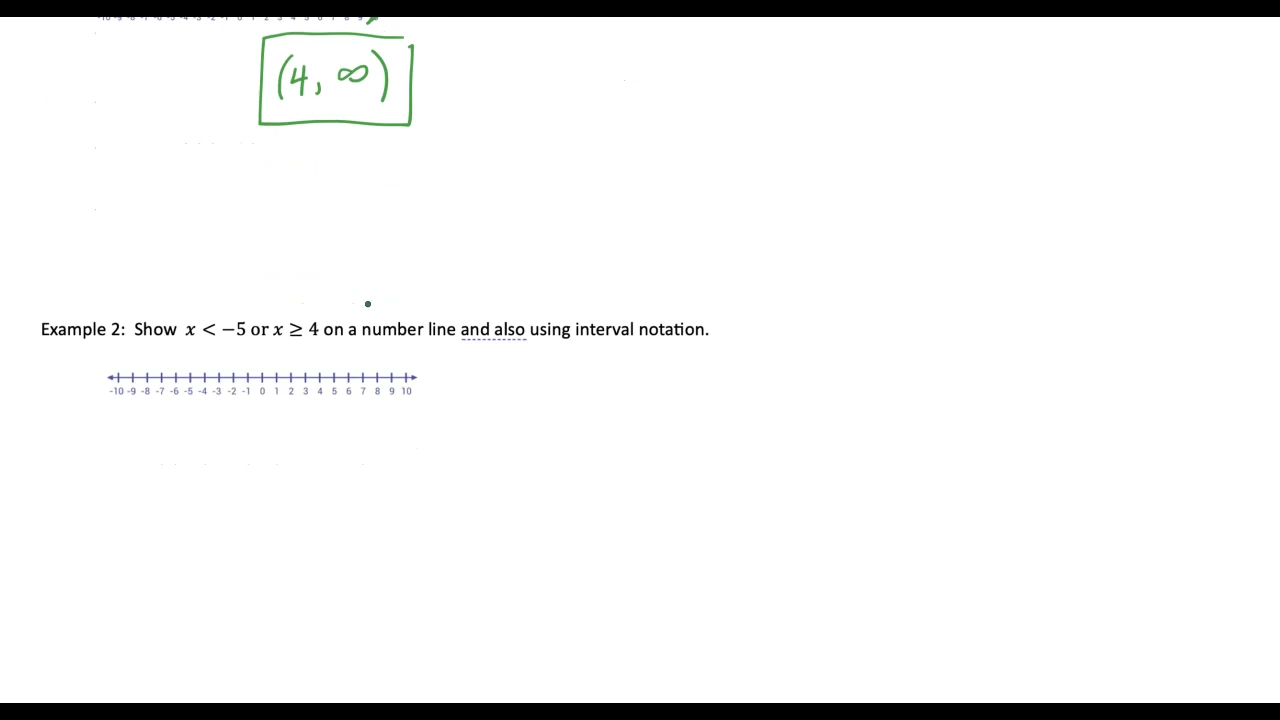 (4, ∞)
Example 2: Show x < −5 or x ≥ 4 on a number line and also using interval notation.
-10 -9 -8 -7 -6 -5 -4 -3 -2 -1 0 1 2 3 4 5 6 7 8 9 10